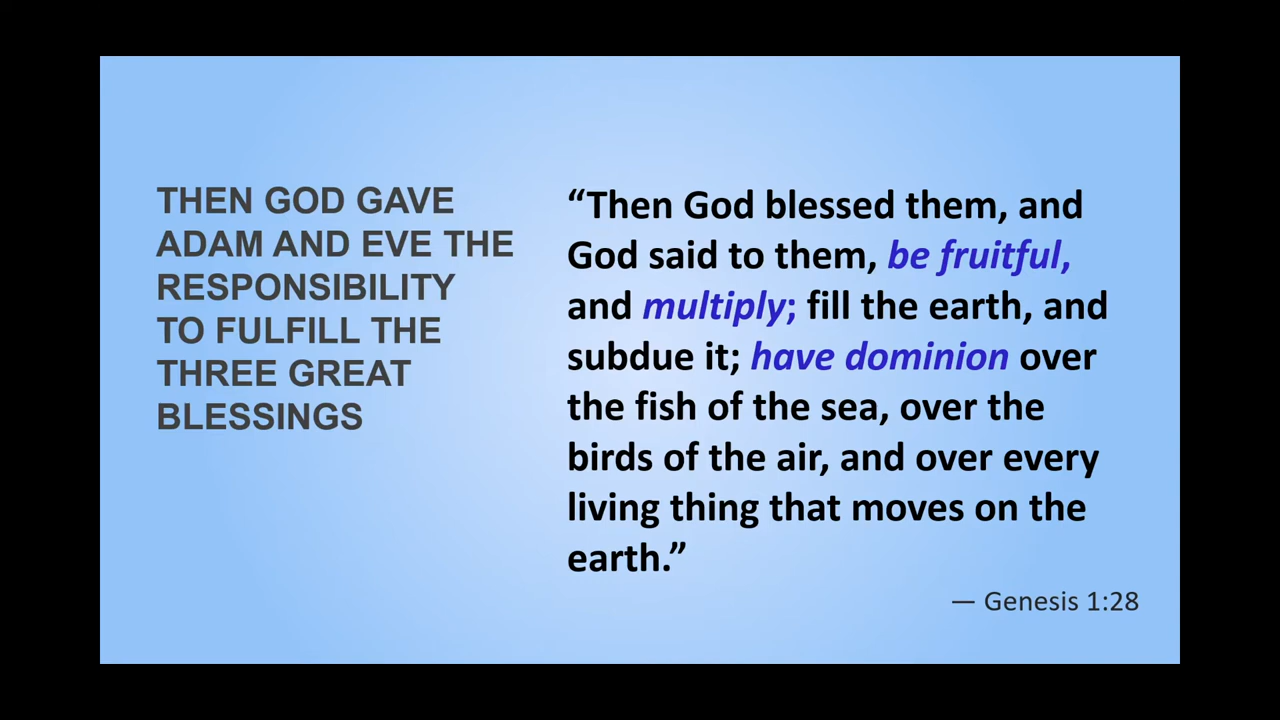 THEN GOD GAVE
ADAM AND EVE THE
RESPONSIBILITY
TO FULFILL THE
THREE GREAT
BLESSINGS
“Then God blessed them, and
God said to them, be fruitful,
and multiply; fill the earth, and
subdue it; have dominion over
the fish of the sea, over the
birds of the air, and over every
living thing that moves on the
earth.”
— Genesis 1:28